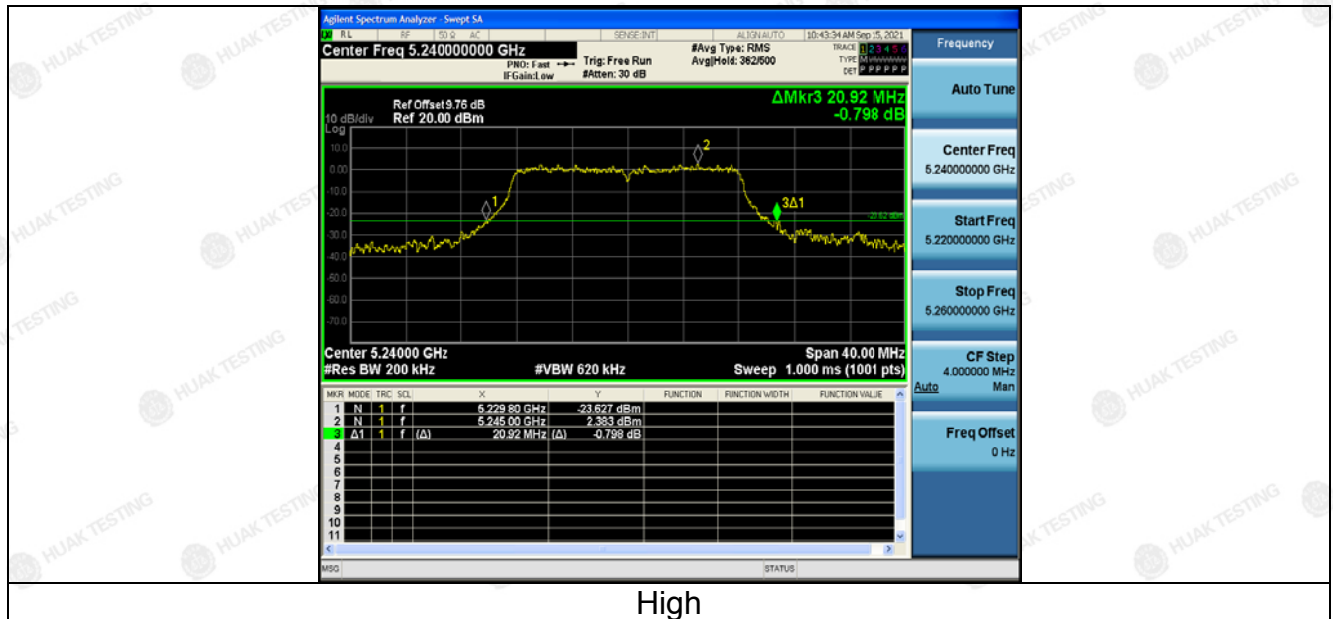 Agilent Spectrum Analyzer - Swept SA
RL RF 50 Ω AC SENSE:INT ALIGNAUTO 10:43:34 AM Sep 15, 2021
Center Freq 5.240000000 GHz
PNO: Fast
IFGain:Low
Trig: Free Run
#Atten: 30 dB
#Avg Type: RMS
Avg|Hold: 362/500
TRACE 1 2 3 4 5 6
TYPE M
DET P P P P P P
Frequency
Auto Tune
Center Freq
5.240000000 GHz
Start Freq
5.220000000 GHz
Stop Freq
5.260000000 GHz
CF Step
4.000000 MHz
Auto Man
Freq Offset
0 Hz
ΔMkr3 20.92 MHz
-0.798 dB
Ref Offset 9.76 dB
10 dB/div Ref 20.00 dBm
Log
10.0
0.00
-10.0
-20.0
-30.0
-40.0
-50.0
-60.0
-70.0
1
2
3Δ1
Center 5.24000 GHz Span 40.00 MHz
#Res BW 200 kHz #VBW 620 kHz Sweep 1.000 ms (1001 pts)
MKR MODE TRC SCL X Y FUNCTION FUNCTION WIDTH FUNCTION VALUE
1 N 1 f 5.229 80 GHz -23.627 dBm
2 N 1 f 5.245 00 GHz 2.383 dBm
3 Δ1 1 f (Δ) 20.92 MHz (Δ) -0.798 dB
4
5
6
7
8
9
10
11
MSG STATUS
High
HUAK TESTING